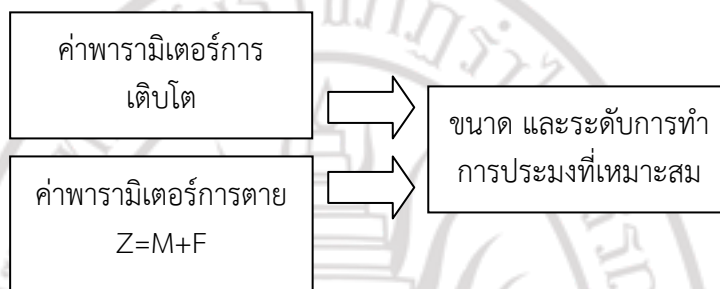 ค่าพารามิเตอร์การ
เติบโต
ค่าพารามิเตอร์การตาย
Z=M+F
ขนาด และระดับการทำ
การประมงที่เหมาะสม